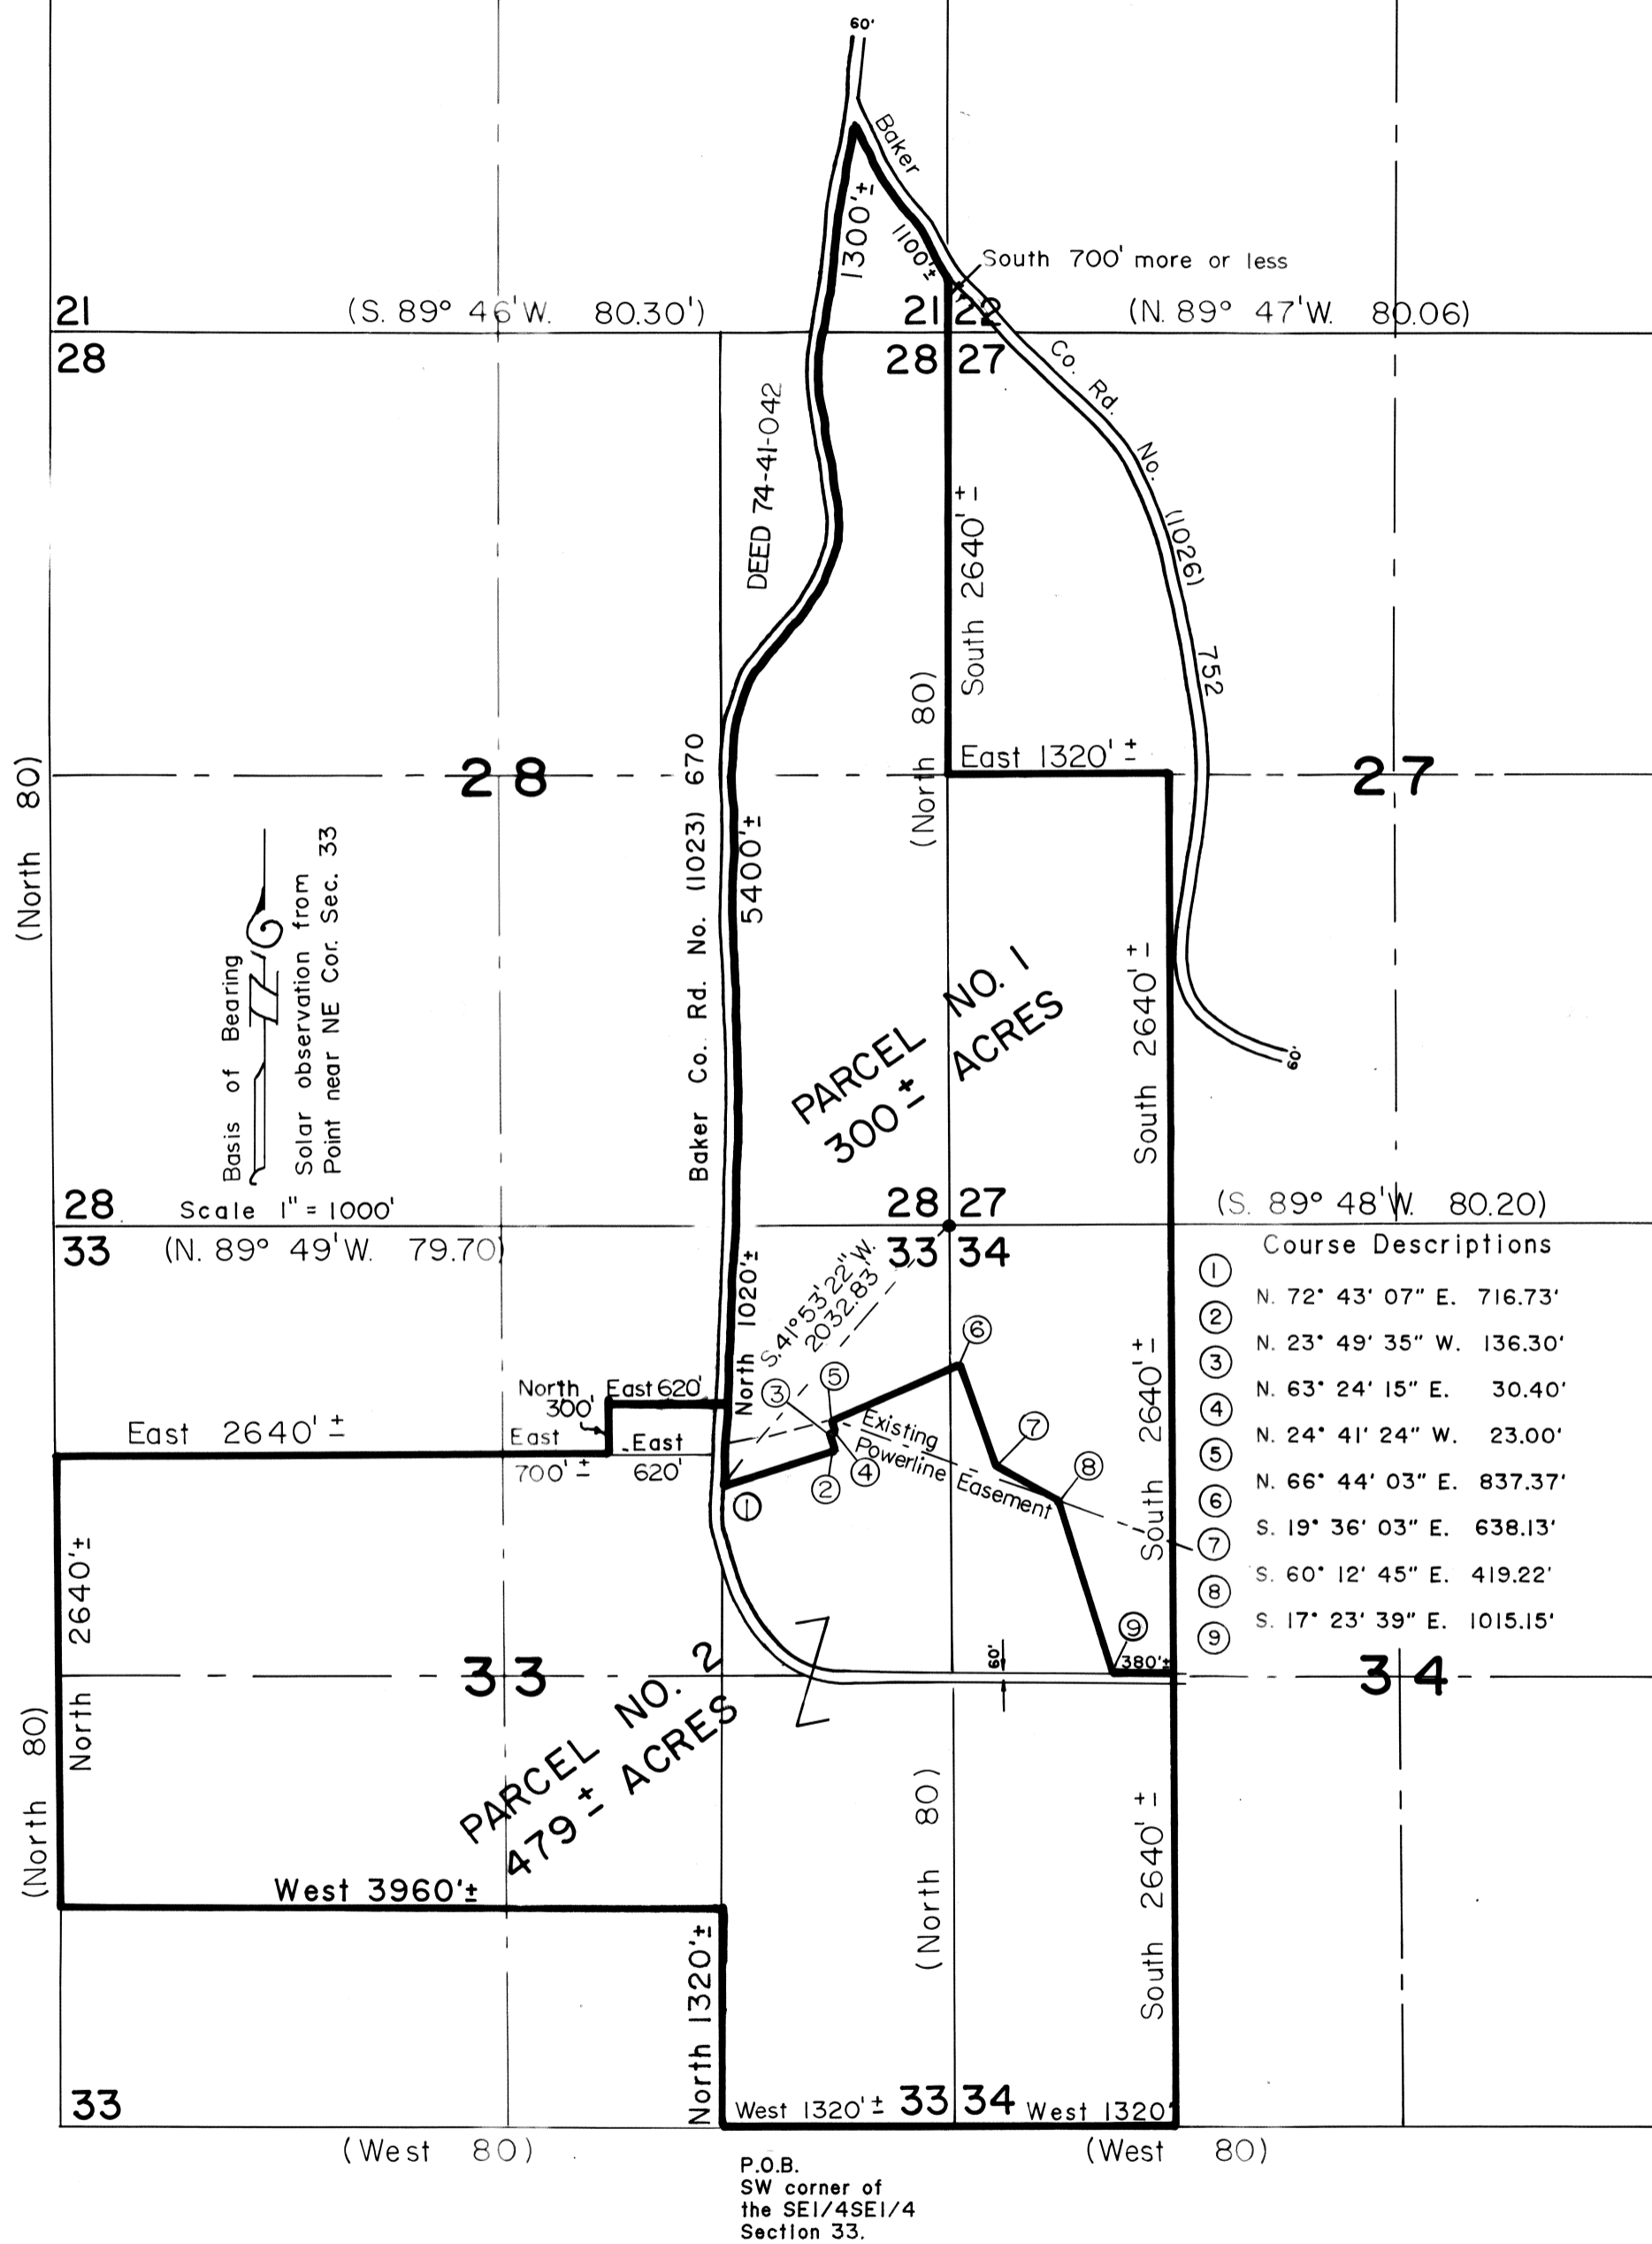 60'
Baker
1300'±
1100'±
South 700' more or less
21
(S. 89° 46' W. 80.30')
21 22
(N. 89° 47' W. 80.06)
28
28 27
Co. Rd. No. (1026) 752
DEED 74-41-042
South 2640' ±
(North 80)
(North 80)
East 1320' ±
28
27
Baker Co. Rd. No. (1023) 670
5400'±
Basis of Bearing
Solar observation from
Point near NE Cor. Sec. 33
N
PARCEL NO. 1
300 ± ACRES
South 2640' ±
60'
28
Scale 1" = 1000'
28 27
(S. 89° 48' W. 80.20)
33
(N. 89° 49' W. 79.70)
33 34
Course Descriptions
1
N. 72° 43' 07" E. 716.73'
2
N. 23° 49' 35" W. 136.30'
3
N. 63° 24' 15" E. 30.40'
4
N. 24° 41' 24" W. 23.00'
5
N. 66° 44' 03" E. 837.37'
6
S. 19° 36' 03" E. 638.13'
7
S. 60° 12' 45" E. 419.22'
8
S. 17° 23' 39" E. 1015.15'
9
North 1020'±
S. 41° 53' 22" W.
2032.83'
6
5
3
7
8
4
2
1
9
Existing
Powerline Easement
North
300'
East 620'
East 2640' ±
East
700' ±
East
620'
South 2640' ±
North 2640'±
60'
380'±
33
34
(North 80)
PARCEL NO. 2
479 ± ACRES
West 3960'±
(North 80)
South 2640' ±
North 1320'±
33
West 1320' ±
33 34
West 1320'
(West 80)
(West 80)
P.O.B.
SW corner of
the SE1/4SE1/4
Section 33.